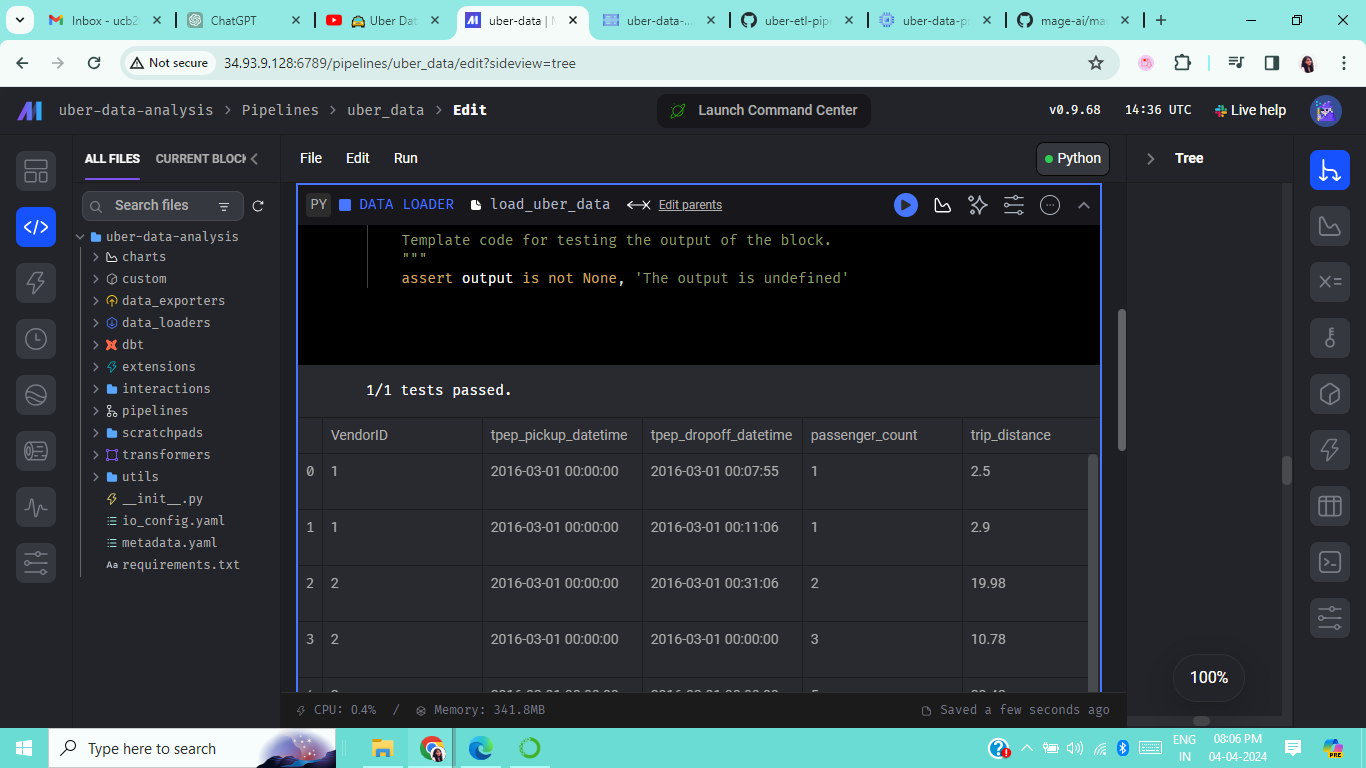 Inbox - ucb2
ChatGPT
Uber Dat
uber-data | M
uber-data-
uber-etl-pip
uber-data-p
mage-ai/ma
Not secure
34.93.9.128:6789/pipelines/uber_data/edit?sideview=tree
uber-data-analysis > Pipelines > uber_data > Edit
Launch Command Center
v0.9.68
14:36 UTC
Live help
ALL FILES
CURRENT BLOCK
File
Edit
Run
Python
Tree
Search files
PY
DATA LOADER
load_uber_data
Edit parents
uber-data-analysis
charts
custom
data_exporters
data_loaders
dbt
extensions
interactions
pipelines
scratchpads
transformers
utils
__init__.py
io_config.yaml
metadata.yaml
requirements.txt
Template code for testing the output of the block.
"""
assert output is not None, 'The output is undefined'
1/1 tests passed.
VendorID tpep_pickup_datetime tpep_dropoff_datetime passenger_count trip_distance
0 1 2016-03-01 00:00:00 2016-03-01 00:07:55 1 2.5
1 1 2016-03-01 00:00:00 2016-03-01 00:11:06 1 2.9
2 2 2016-03-01 00:00:00 2016-03-01 00:31:06 2 19.98
3 2 2016-03-01 00:00:00 2016-03-01 00:00:00 3 10.78
100%
CPU: 0.4% / Memory: 341.8MB
Saved a few seconds ago
Type here to search
ENG
IN
08:06 PM
04-04-2024
PRE